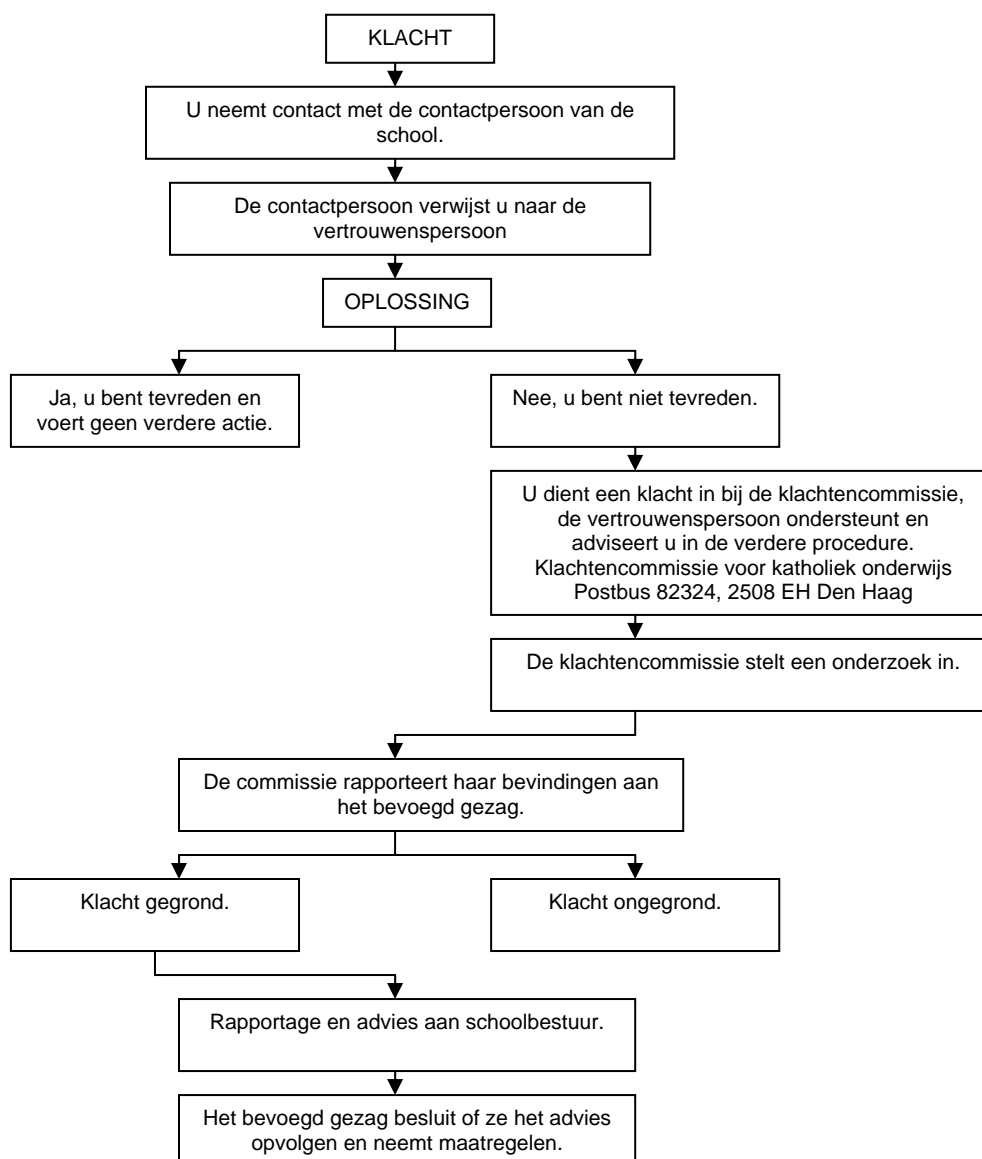 KLACHT
U neemt contact met de contactpersoon van de
school.
De contactpersoon verwijst u naar de
vertrouwenspersoon
OPLOSSING
Ja, u bent tevreden en
voert geen verdere actie.
Nee, u bent niet tevreden.
U dient een klacht in bij de klachtencommissie,
de vertrouwenspersoon ondersteunt en
adviseert u in de verdere procedure.
Klachtencommissie voor katholiek onderwijs
Postbus 82324, 2508 EH Den Haag
De klachtencommissie stelt een onderzoek in.
De commissie rapporteert haar bevindingen aan
het bevoegd gezag.
Klacht gegrond.
Klacht ongegrond.
Rapportage en advies aan schoolbestuur.
Het bevoegd gezag besluit of ze het advies
opvolgen en neemt maatregelen.